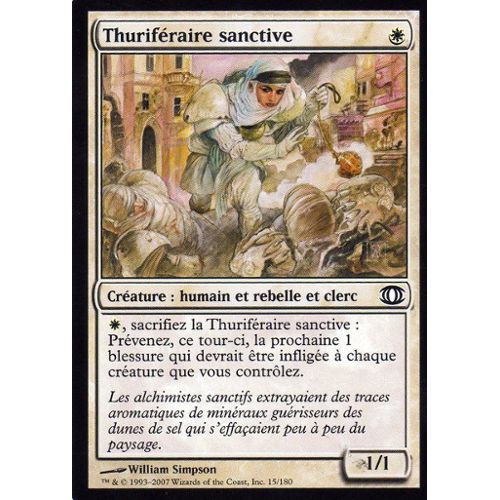 Thuriféraire sanctive
Créature : humain et rebelle et clerc
, sacrifiez la Thuriféraire sanctive :
Prévenez, ce tour-ci, la prochaine 1
blessure qui devrait être infligée à chaque
créature que vous contrôlez.
Les alchimistes sanctifs extrayaient des traces
aromatiques de minéraux guérisseurs des
dunes de sel qui s'effaçaient peu à peu du
paysage.
William Simpson
1/1
™ & © 1993–2007 Wizards of the Coast, Inc. 15/180